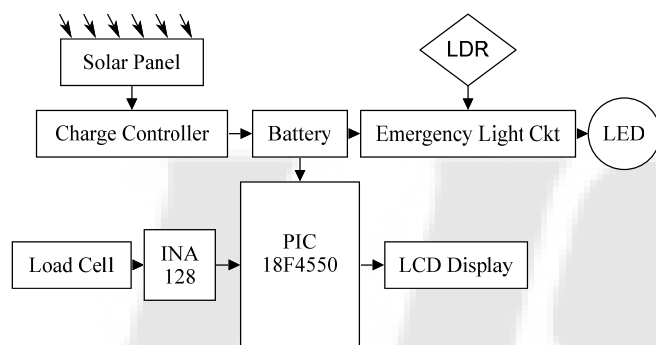 LDR
Solar Panel
Charge Controller
Battery
Emergency Light Ckt
LED
PIC
18F4550
Load Cell
INA
128
LCD Display